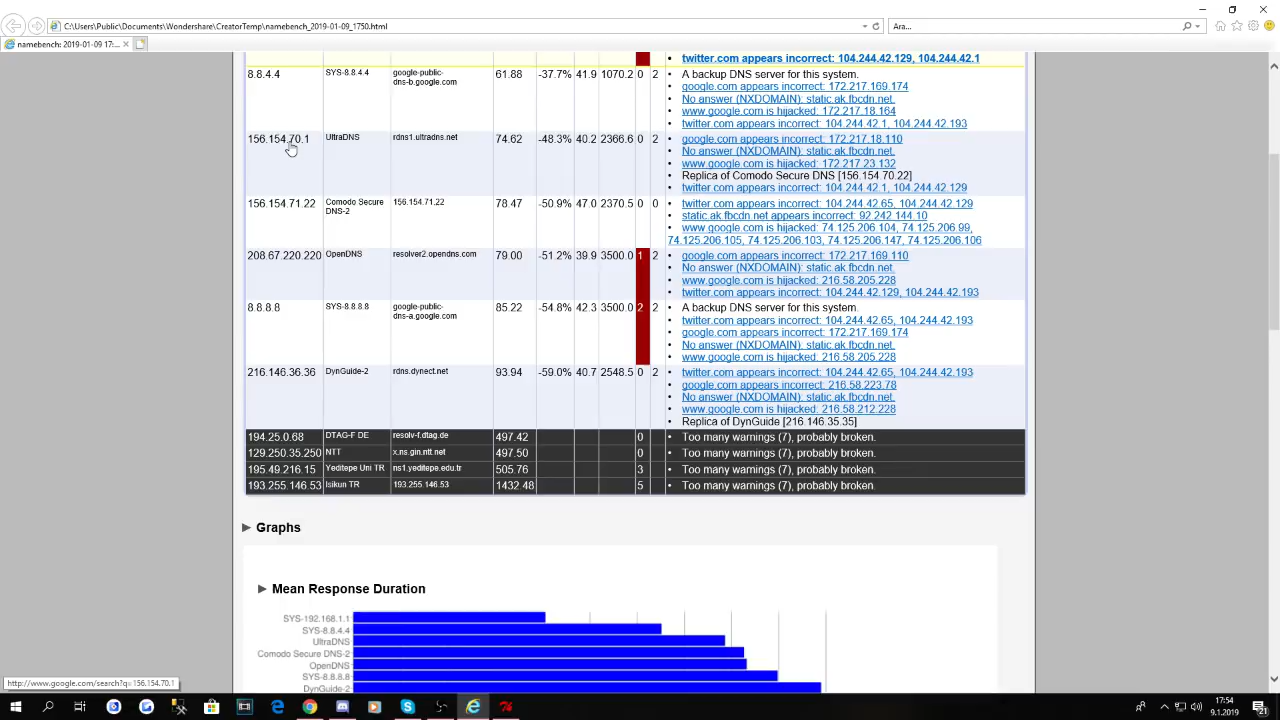 C:\Users\Public\Documents\Wondershare\CreatorTemp\namebench_2019-01-09_1750.html
Ara...
namebench: 2019-01-09 17:...
• twitter.com appears incorrect: 104.244.42.129, 104.244.42.1
8.8.4.4 SYS-8.8.4.4 google-public-dns-b.google.com 61.88 -37.7% 41.9 1070.2 0 2 • A backup DNS server for this system.
• google.com appears incorrect: 172.217.169.174
• No answer (NXDOMAIN): static.ak.fbcdn.net.
• www.google.com is hijacked: 172.217.18.164
• twitter.com appears incorrect: 104.244.42.1, 104.244.42.193
156.154.70.1 UltraDNS rdns1.ultradns.net 74.62 -48.3% 40.2 2366.6 0 2 • google.com appears incorrect: 172.217.18.110
• No answer (NXDOMAIN): static.ak.fbcdn.net.
• www.google.com is hijacked: 172.217.23.132
• Replica of Comodo Secure DNS [156.154.70.22]
• twitter.com appears incorrect: 104.244.42.1, 104.244.42.129
156.154.71.22 Comodo Secure DNS-2 156.154.71.22 78.47 -50.9% 47.0 2370.5 0 0 • twitter.com appears incorrect: 104.244.42.65, 104.244.42.129
• static.ak.fbcdn.net appears incorrect: 92.242.144.10
• www.google.com is hijacked: 74.125.206.104, 74.125.206.99,
74.125.206.105, 74.125.206.103, 74.125.206.147, 74.125.206.106
208.67.220.220 OpenDNS resolver2.opendns.com 79.00 -51.2% 39.9 3500.0 1 2 • google.com appears incorrect: 172.217.169.110
• No answer (NXDOMAIN): static.ak.fbcdn.net.
• www.google.com is hijacked: 216.58.205.228
• twitter.com appears incorrect: 104.244.42.129, 104.244.42.193
8.8.8.8 SYS-8.8.8.8 google-public-dns-a.google.com 85.22 -54.8% 42.3 3500.0 2 2 • A backup DNS server for this system.
• twitter.com appears incorrect: 104.244.42.65, 104.244.42.193
• google.com appears incorrect: 172.217.169.174
• No answer (NXDOMAIN): static.ak.fbcdn.net.
• www.google.com is hijacked: 216.58.205.228
216.146.36.36 DynGuide-2 rdns.dynect.net 93.94 -59.0% 40.7 2548.5 0 2 • twitter.com appears incorrect: 104.244.42.65, 104.244.42.193
• google.com appears incorrect: 216.58.223.78
• No answer (NXDOMAIN): static.ak.fbcdn.net.
• www.google.com is hijacked: 216.58.212.228
• Replica of DynGuide [216.146.35.35]
194.25.0.68 DTAG-F DE resolv-f.dtag.de 497.42 0 • Too many warnings (7), probably broken.
129.250.35.250 NTT x.ns.gin.ntt.net 497.50 0 • Too many warnings (7), probably broken.
195.49.216.15 Yeditepe Uni TR ns1.yeditepe.edu.tr 505.76 3 • Too many warnings (7), probably broken.
193.255.146.53 Isikun TR 193.255.146.53 1432.48 5 • Too many warnings (7), probably broken.
Graphs
Mean Response Duration
SYS-192.168.1.1
SYS-8.8.4.4
UltraDNS
Comodo Secure DNS-2
OpenDNS
SYS-8.8.8.8
DynGuide-2
http://www.google.com/search?q=156.154.70.1
17:54
9.1.2019
21